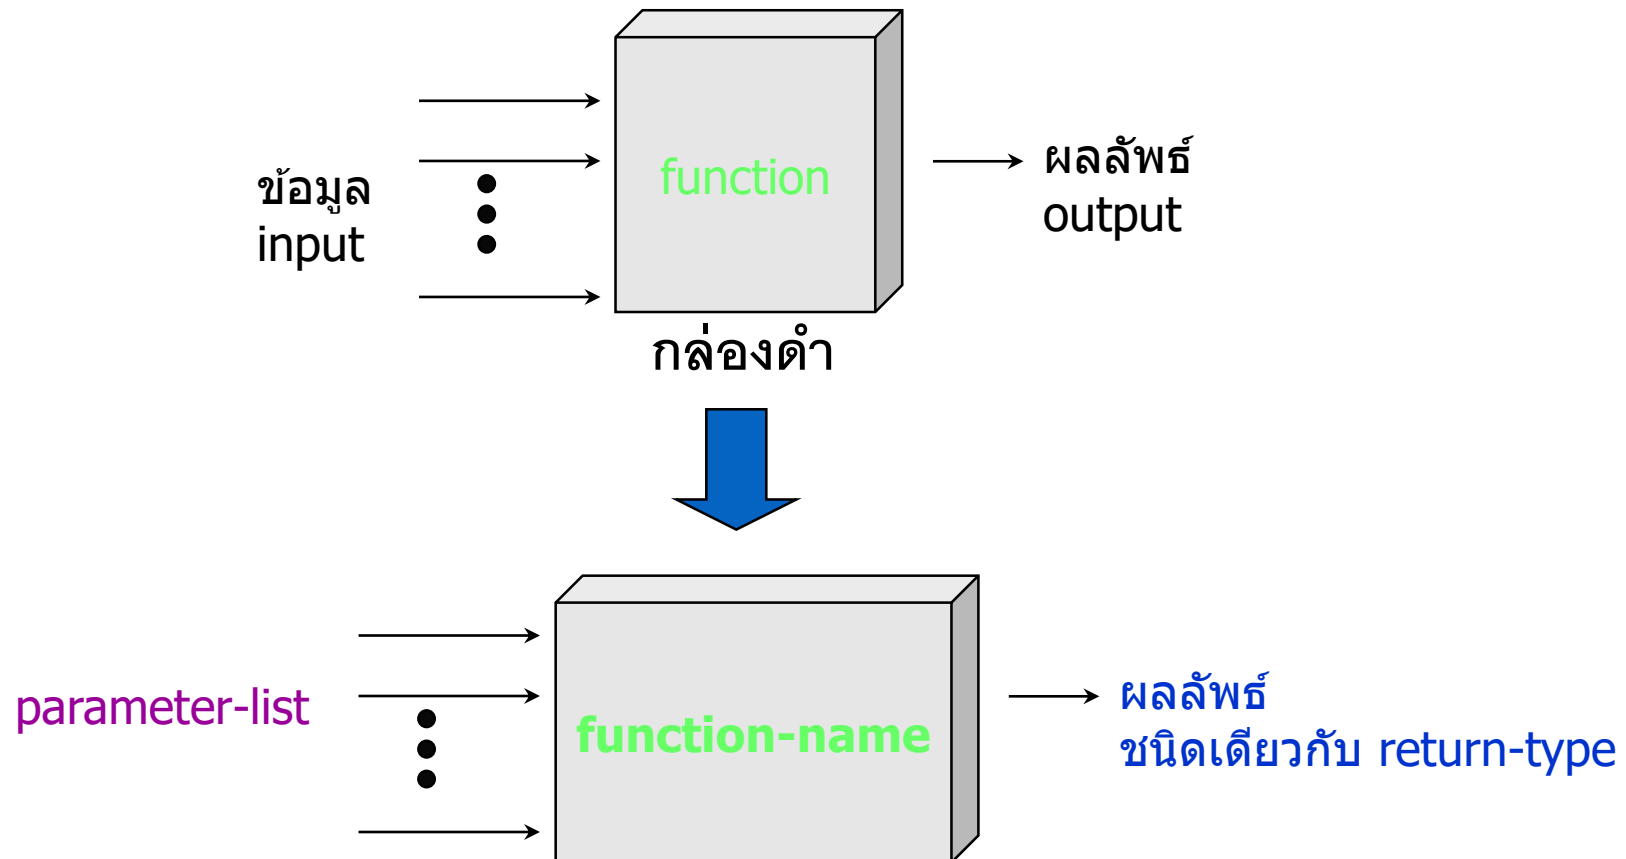 ข้อมูล
input
function
ผลลัพธ์
output
กล่องดำ
parameter-list
function-name
ผลลัพธ์
ชนิดเดียวกับ return-type